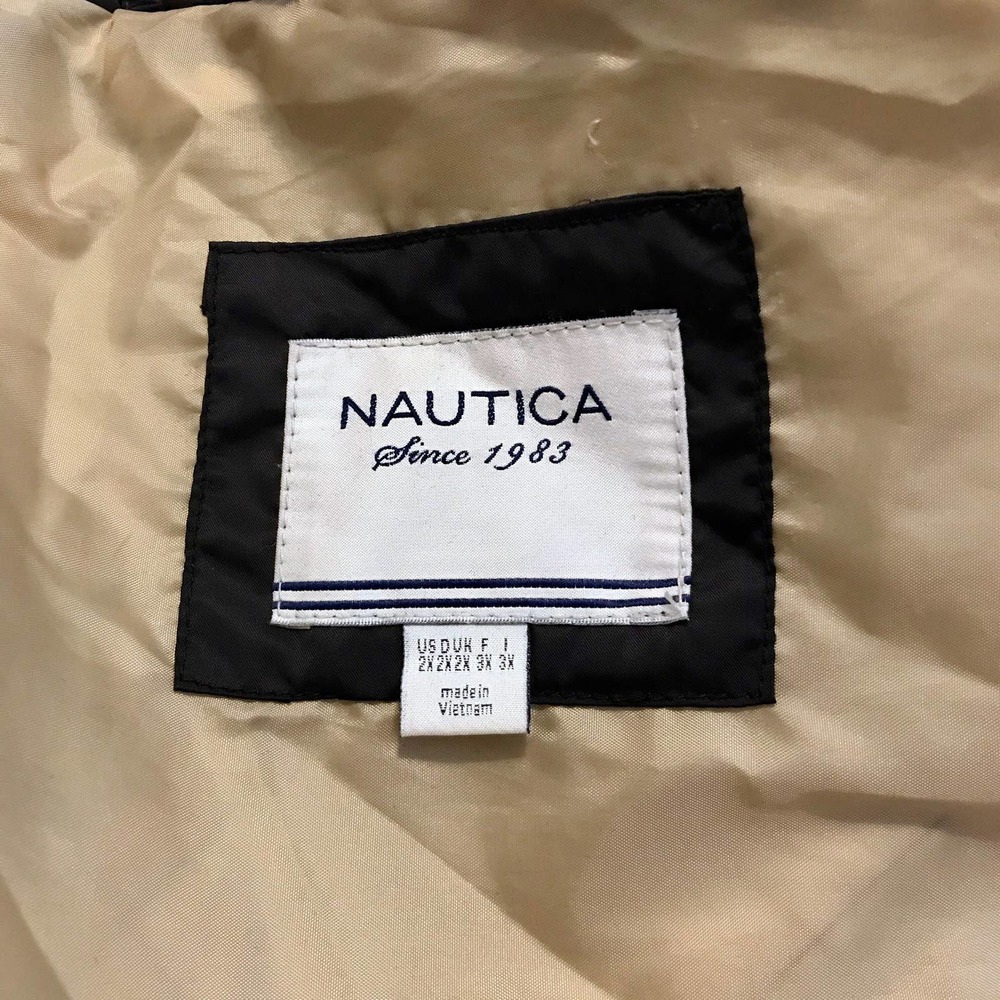 NAUTICA
Since 1983
US D UK F I
2X 2X 2X 3X 3X
made in
Vietnam